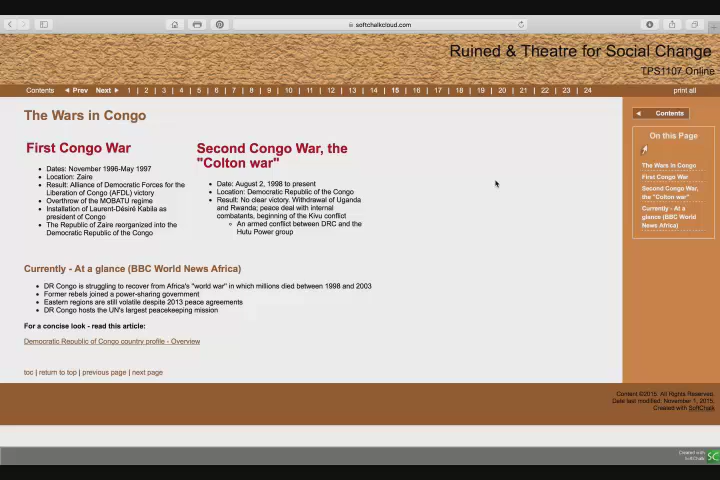 softchalkcloud.com
Ruined & Theatre for Social Change
TPS1107 Online
Contents ◄ Prev Next ► 1 | 2 | 3 | 4 | 5 | 6 | 7 | 8 | 9 | 10 | 11 | 12 | 13 | 14 | 15 | 16 | 17 | 18 | 19 | 20 | 21 | 22 | 23 | 24 print all
The Wars in Congo
First Congo War
• Dates: November 1996-May 1997
• Location: Zaire
• Result: Alliance of Democratic Forces for the
Liberation of Congo (AFDL) victory
• Overthrow of the MOBATU regime
• Installation of Laurent-Désiré Kabila as
president of Congo
• The Republic of Zaire reorganized into the
Democratic Republic of the Congo
Second Congo War, the
"Colton war"
• Date: August 2, 1998 to present
• Location: Democratic Republic of the Congo
• Result: No clear victory. Withdrawal of Uganda
and Rwanda; peace deal with internal
combatants, beginning of the Kivu conflict
◦ An armed conflict between DRC and the
Hutu Power group
Currently - At a glance (BBC World News Africa)
• DR Congo is struggling to recover from Africa's "world war" in which millions died between 1998 and 2003
• Former rebels joined a power-sharing government
• Eastern regions are still volatile despite 2013 peace agreements
• DR Congo hosts the UN's largest peacekeeping mission
For a concise look - read this article:
Democratic Republic of Congo country profile - Overview
toc | return to top | previous page | next page
◄ Contents
On this Page
The Wars in Congo
First Congo War
Second Congo War,
the "Colton war"
Currently - At a
glance (BBC World
News Africa)
Content ©2015. All Rights Reserved.
Date last modified: November 1, 2015.
Created with SoftChalk
Created with
SoftChalk
SC